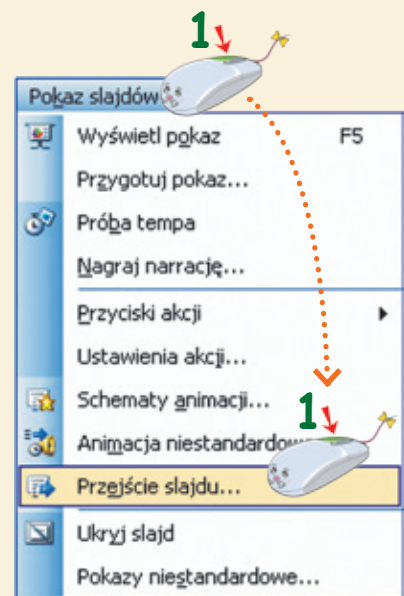 1
Pokaz slajdów
Wyświetl pokaz F5
Przygotuj pokaz...
Próba tempa
Nagraj narrację...
Przyciski akcji
Ustawienia akcji...
Schematy animacji...
1
Animacja niestandardowa
Przejście slajdu...
Ukryj slajd
Pokazy niestandardowe...